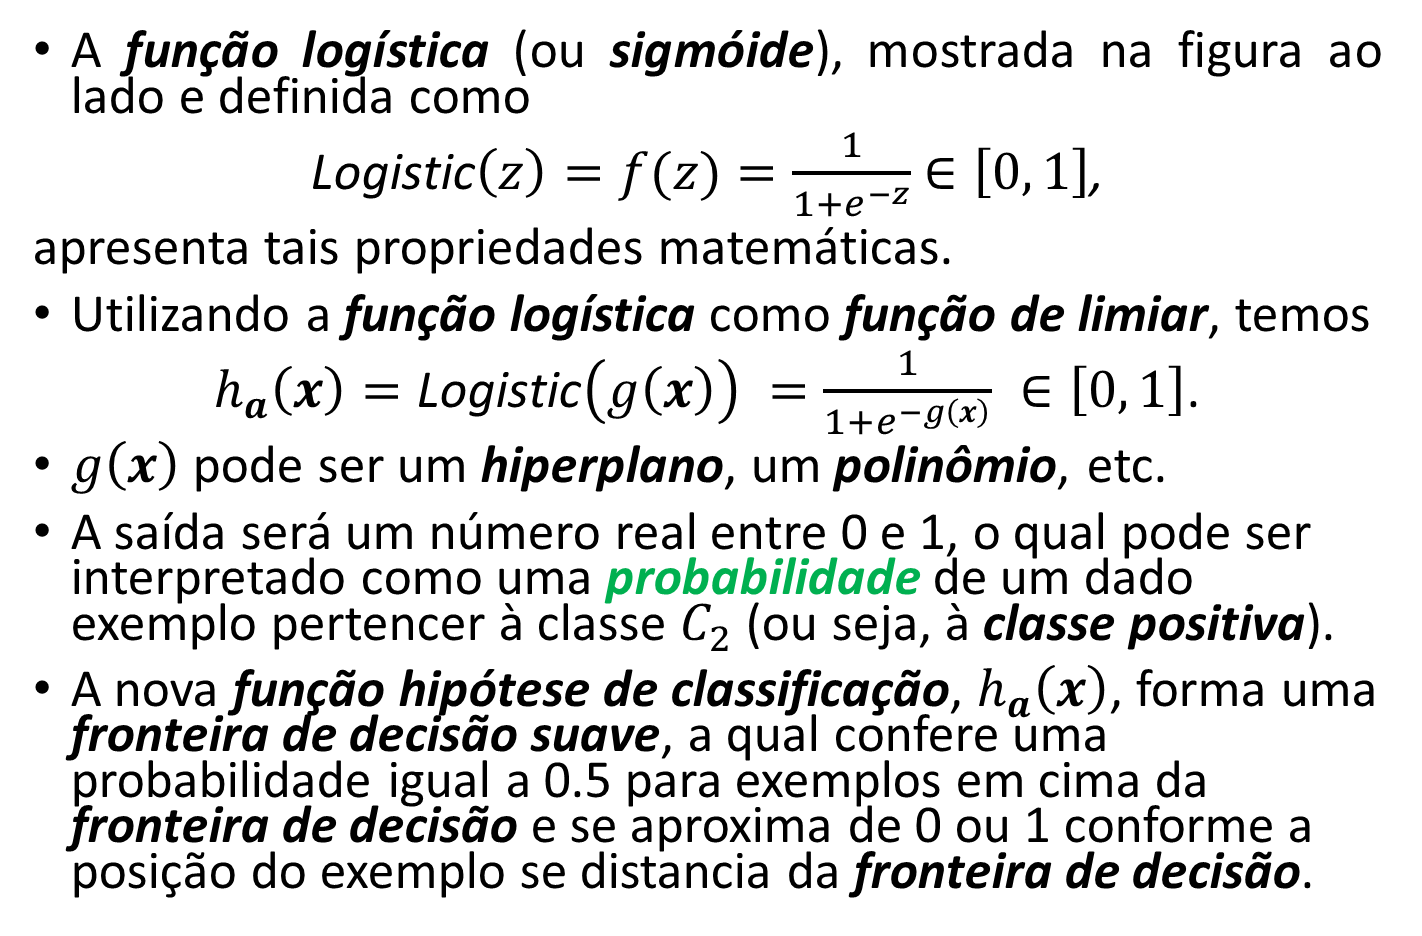 • A função logística (ou sigmóide), mostrada na figura ao
lado e definida como
Logistic(z) = f(z) = \frac{1}{1+e^{-z}} ∈ [0, 1],
apresenta tais propriedades matemáticas.
• Utilizando a função logística como função de limiar, temos
h_a(x) = Logistic(g(x)) = \frac{1}{1+e^{-g(x)}} ∈ [0, 1].
• g(x) pode ser um hiperplano, um polinômio, etc.
• A saída será um número real entre 0 e 1, o qual pode ser
interpretado como uma probabilidade de um dado
exemplo pertencer à classe C_2 (ou seja, à classe positiva).
• A nova função hipótese de classificação, h_a(x), forma uma
fronteira de decisão suave, a qual confere uma
probabilidade igual a 0.5 para exemplos em cima da
fronteira de decisão e se aproxima de 0 ou 1 conforme a
posição do exemplo se distancia da fronteira de decisão.